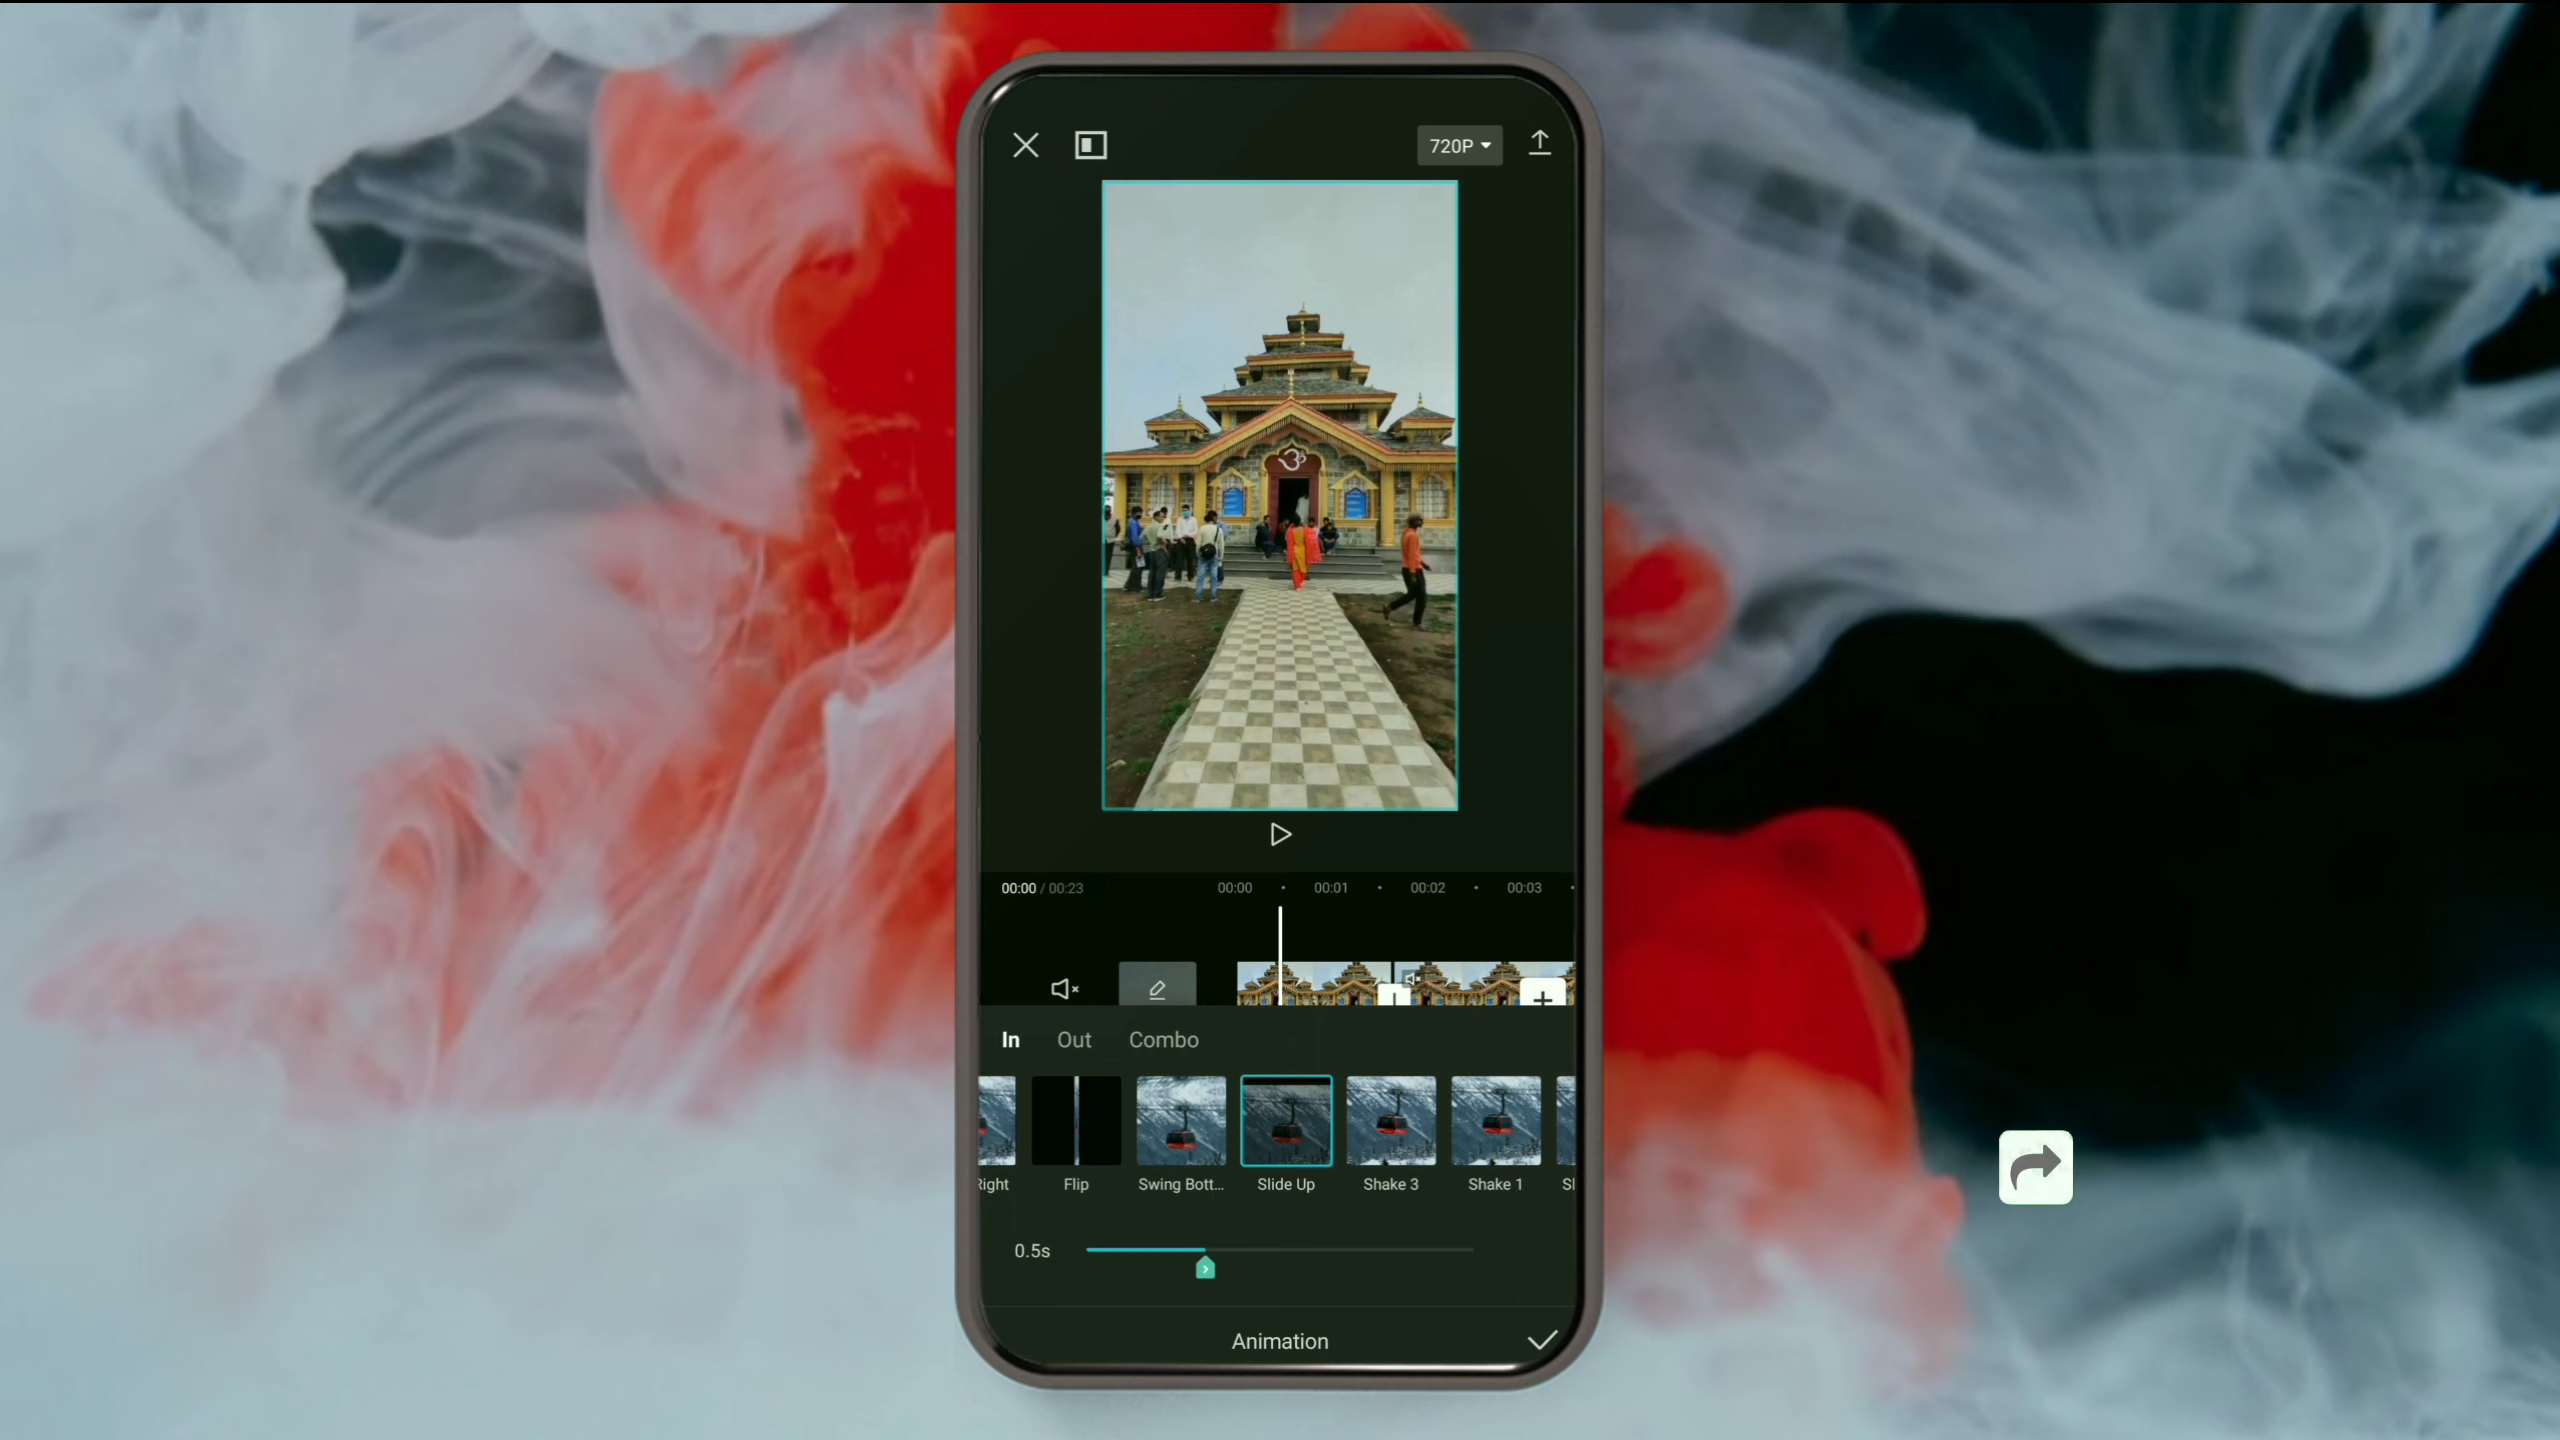 720P
ॐ
00:00 / 00:23 00:00 00:01 00:02 00:03
In Out Combo
Right Flip Swing Bott... Slide Up Shake 3 Shake 1
0.5s
Animation